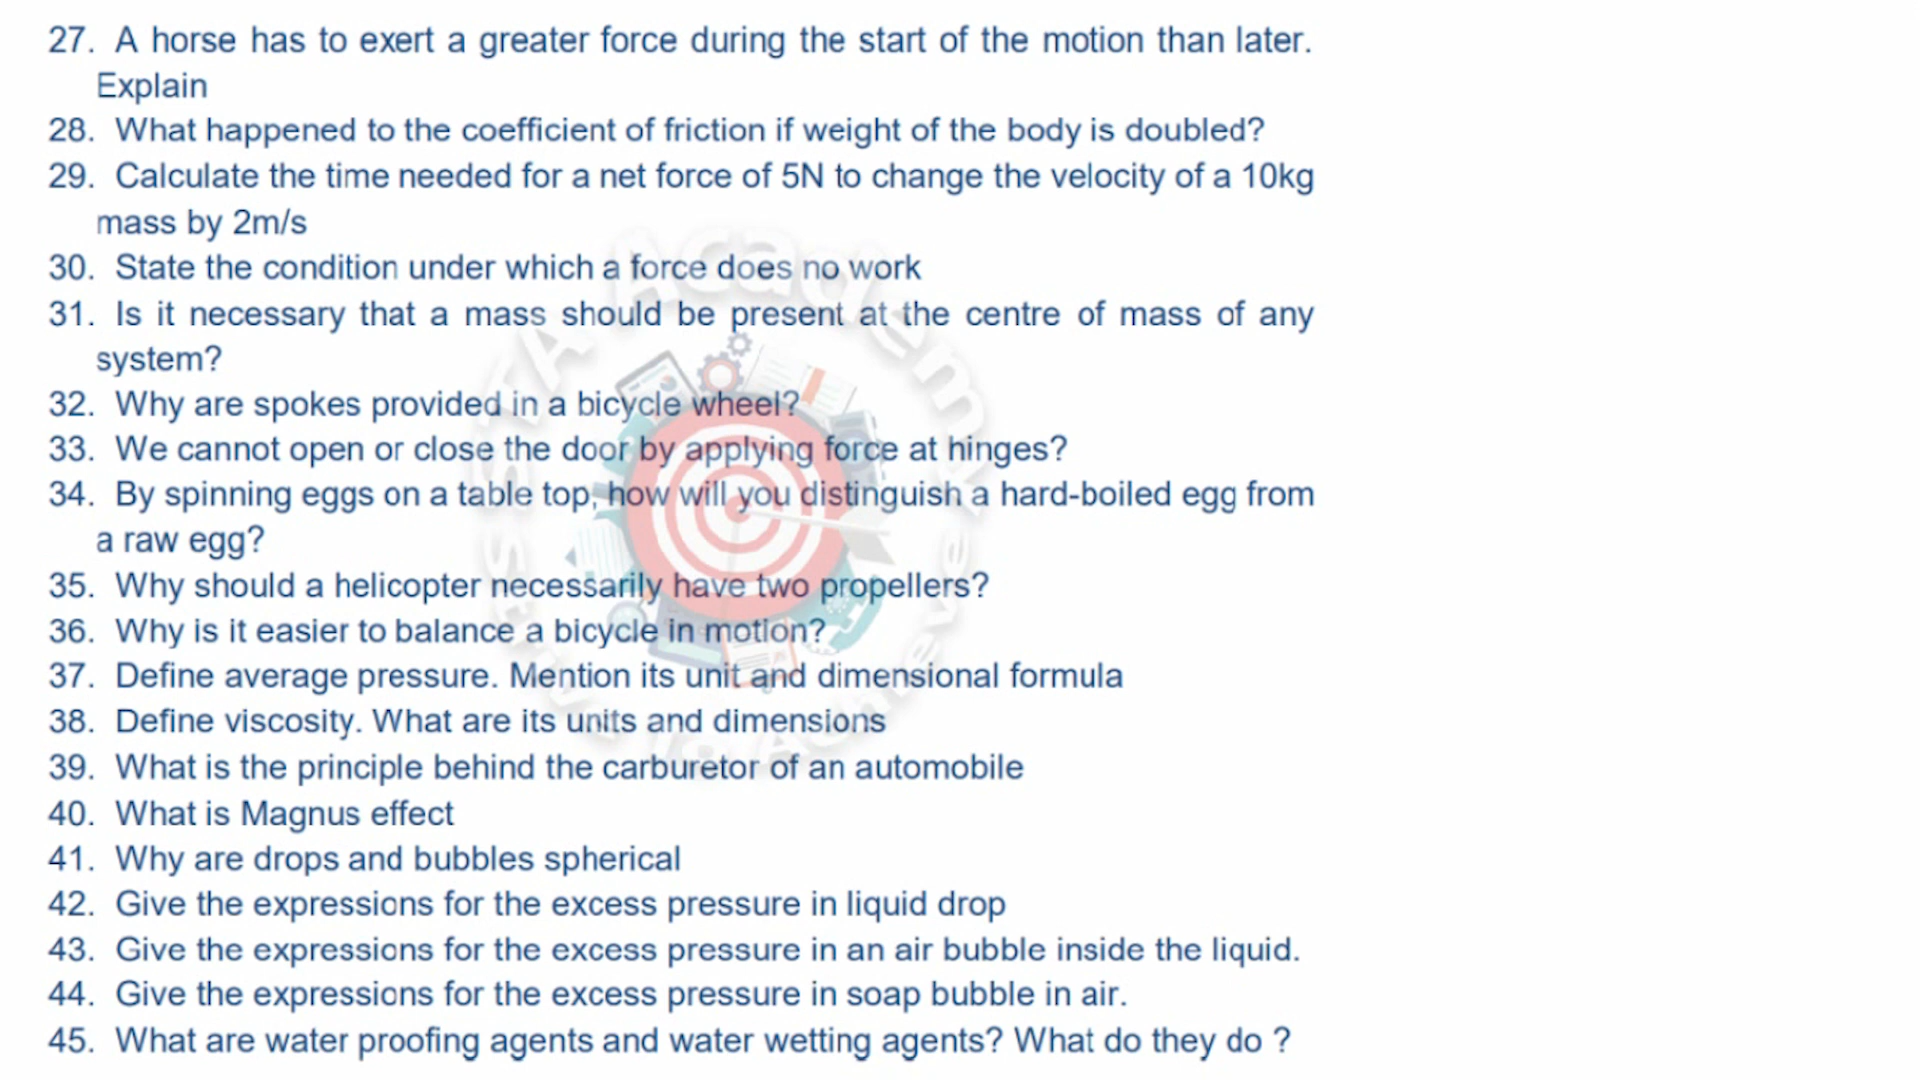 27. A horse has to exert a greater force during the start of the motion than later.
Explain
28. What happened to the coefficient of friction if weight of the body is doubled?
29. Calculate the time needed for a net force of 5N to change the velocity of a 10kg
mass by 2m/s
30. State the condition under which a force does no work
31. Is it necessary that a mass should be present at the centre of mass of any
system?
32. Why are spokes provided in a bicycle wheel?
33. We cannot open or close the door by applying force at hinges?
34. By spinning eggs on a table top, how will you distinguish a hard-boiled egg from
a raw egg?
35. Why should a helicopter necessarily have two propellers?
36. Why is it easier to balance a bicycle in motion?
37. Define average pressure. Mention its unit and dimensional formula
38. Define viscosity. What are its units and dimensions
39. What is the principle behind the carburetor of an automobile
40. What is Magnus effect
41. Why are drops and bubbles spherical
42. Give the expressions for the excess pressure in liquid drop
43. Give the expressions for the excess pressure in an air bubble inside the liquid.
44. Give the expressions for the excess pressure in soap bubble in air.
45. What are water proofing agents and water wetting agents? What do they do ?
Academy